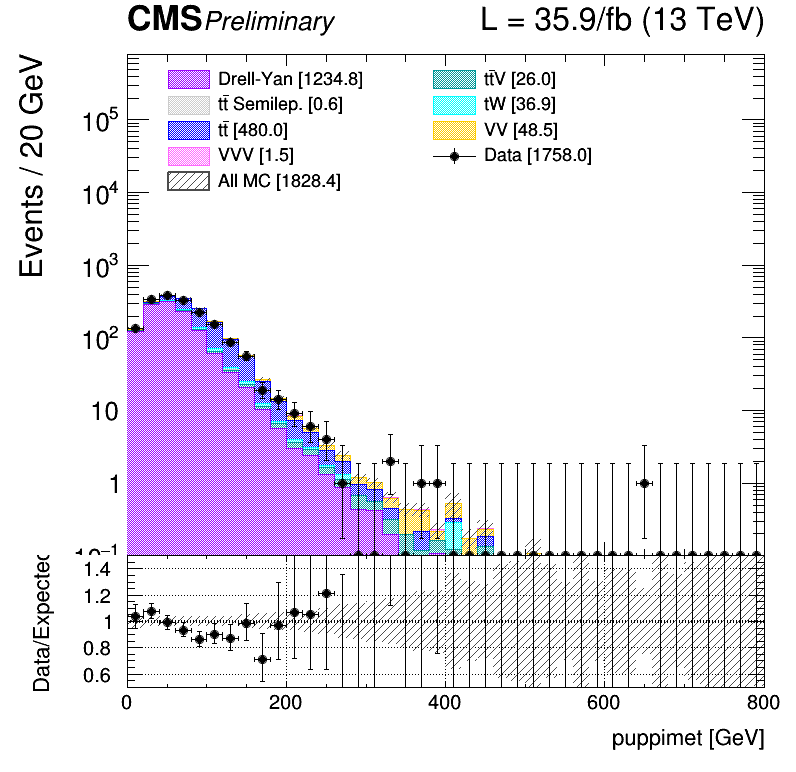 CMS Preliminary L = 35.9/fb (13 TeV)
Events / 20 GeV
Drell-Yan [1234.8]
tt̄ Semilep. [0.6]
tt̄ [480.0]
VVV [1.5]
All MC [1828.4]
tt̄V [26.0]
tW [36.9]
VV [48.5]
Data [1758.0]
10⁵
10⁴
10³
10²
10
1
10⁻¹
Data/Expected
1.4
1.2
1
0.8
0.6
0 200 400 600 800
puppimet [GeV]